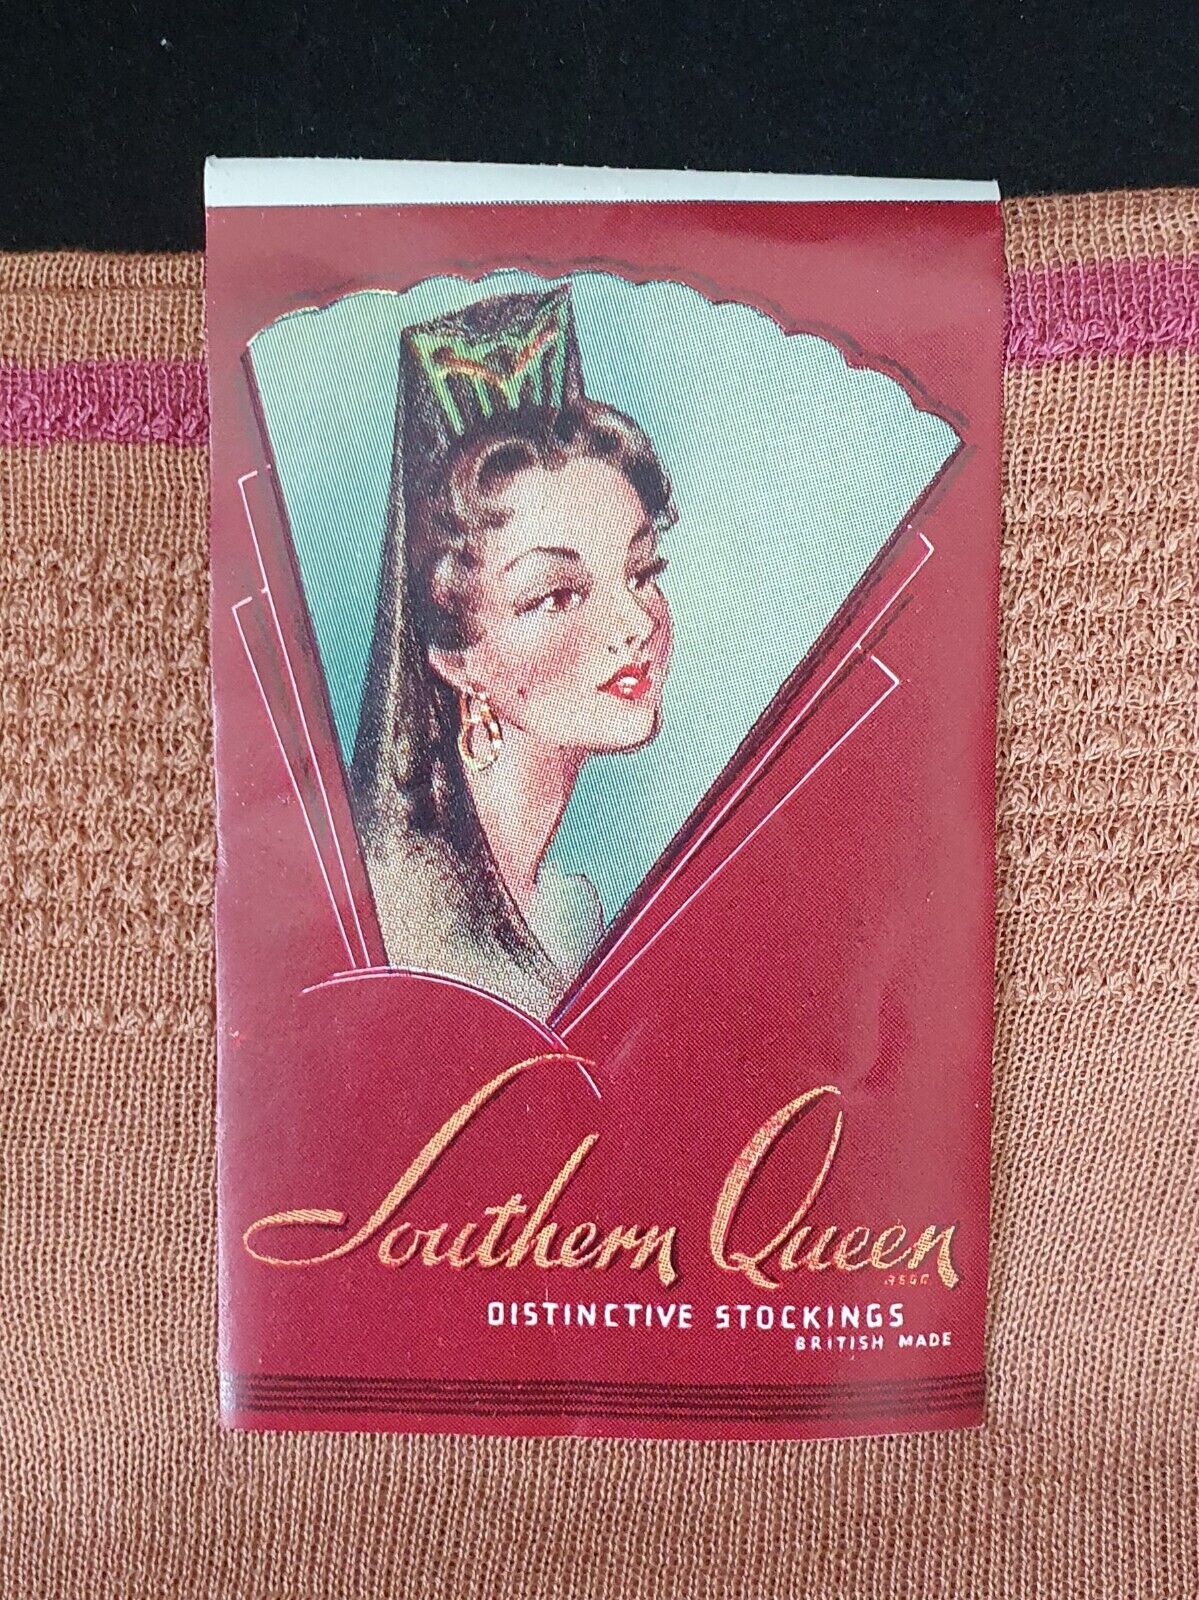 Southern Queen
DISTINCTIVE STOCKINGS
BRITISH MADE